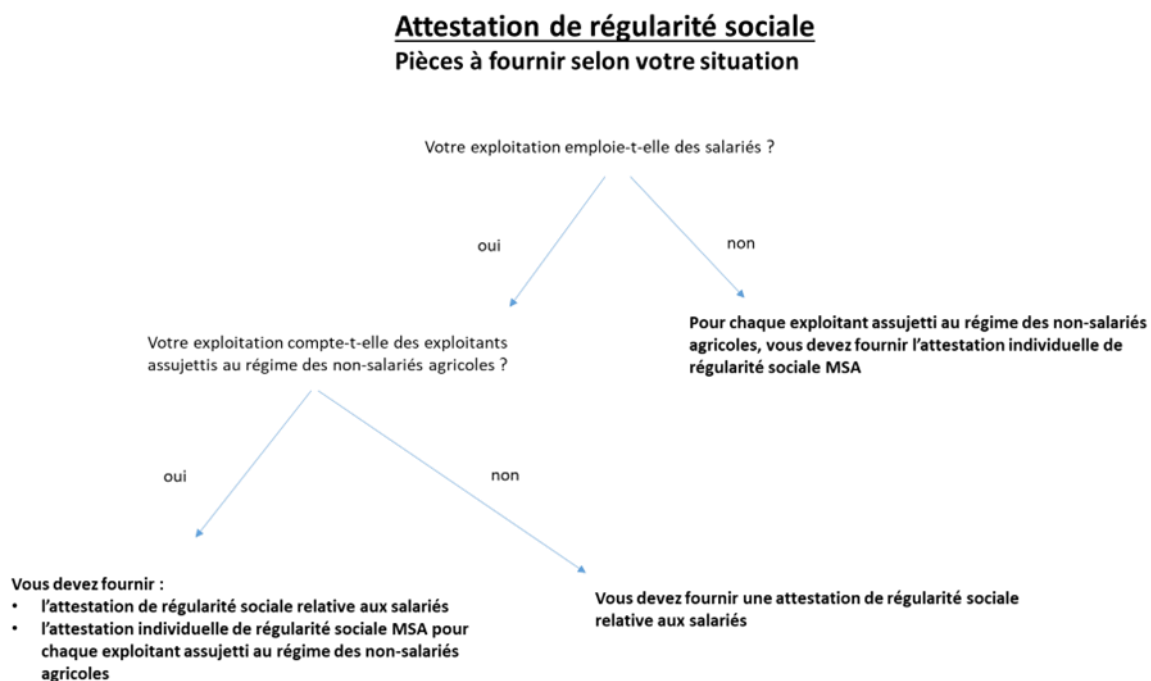 Attestation de régularité sociale
Pièces à fournir selon votre situation
Votre exploitation emploie-t-elle des salariés ?
oui
non
Votre exploitation compte-t-elle des exploitants
assujettis au régime des non-salariés agricoles ?
Pour chaque exploitant assujetti au régime des non-salariés
agricoles, vous devez fournir l’attestation individuelle de
régularité sociale MSA
oui
non
Vous devez fournir :
• l’attestation de régularité sociale relative aux salariés
• l’attestation individuelle de régularité sociale MSA pour
chaque exploitant assujetti au régime des non-salariés
agricoles
Vous devez fournir une attestation de régularité sociale
relative aux salariés